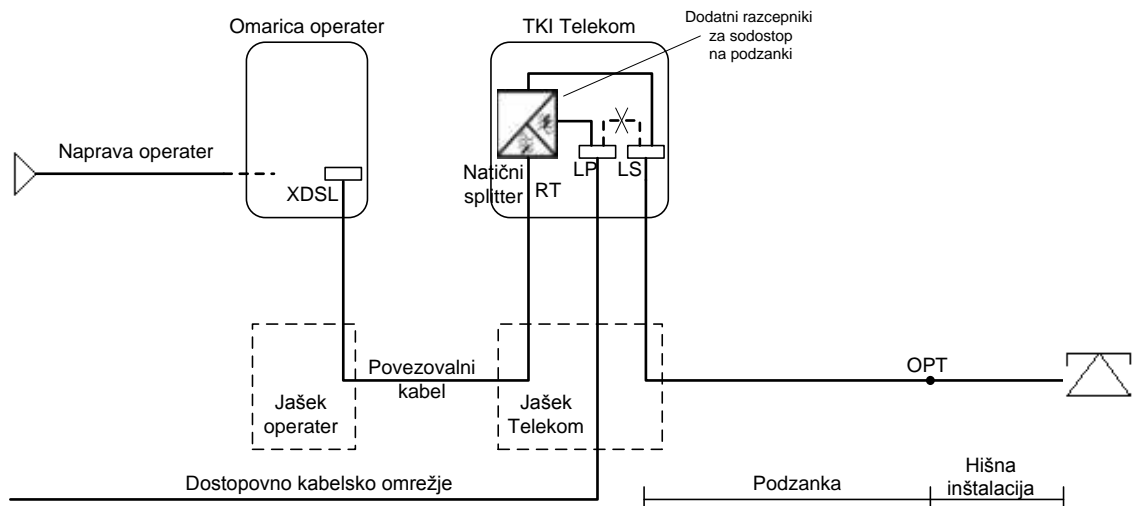 Omarica operater
TKI Telekom
Dodatni razcepniki
za sodostop
na podzanki
Naprava operater
XDSL
Natični
splitter
RT
LP
LS
Povezovalni
kabel
Jašek
operater
Jašek
Telekom
OPT
Dostopovno kabelsko omrežje
Podzanka
Hišna
inštalacija